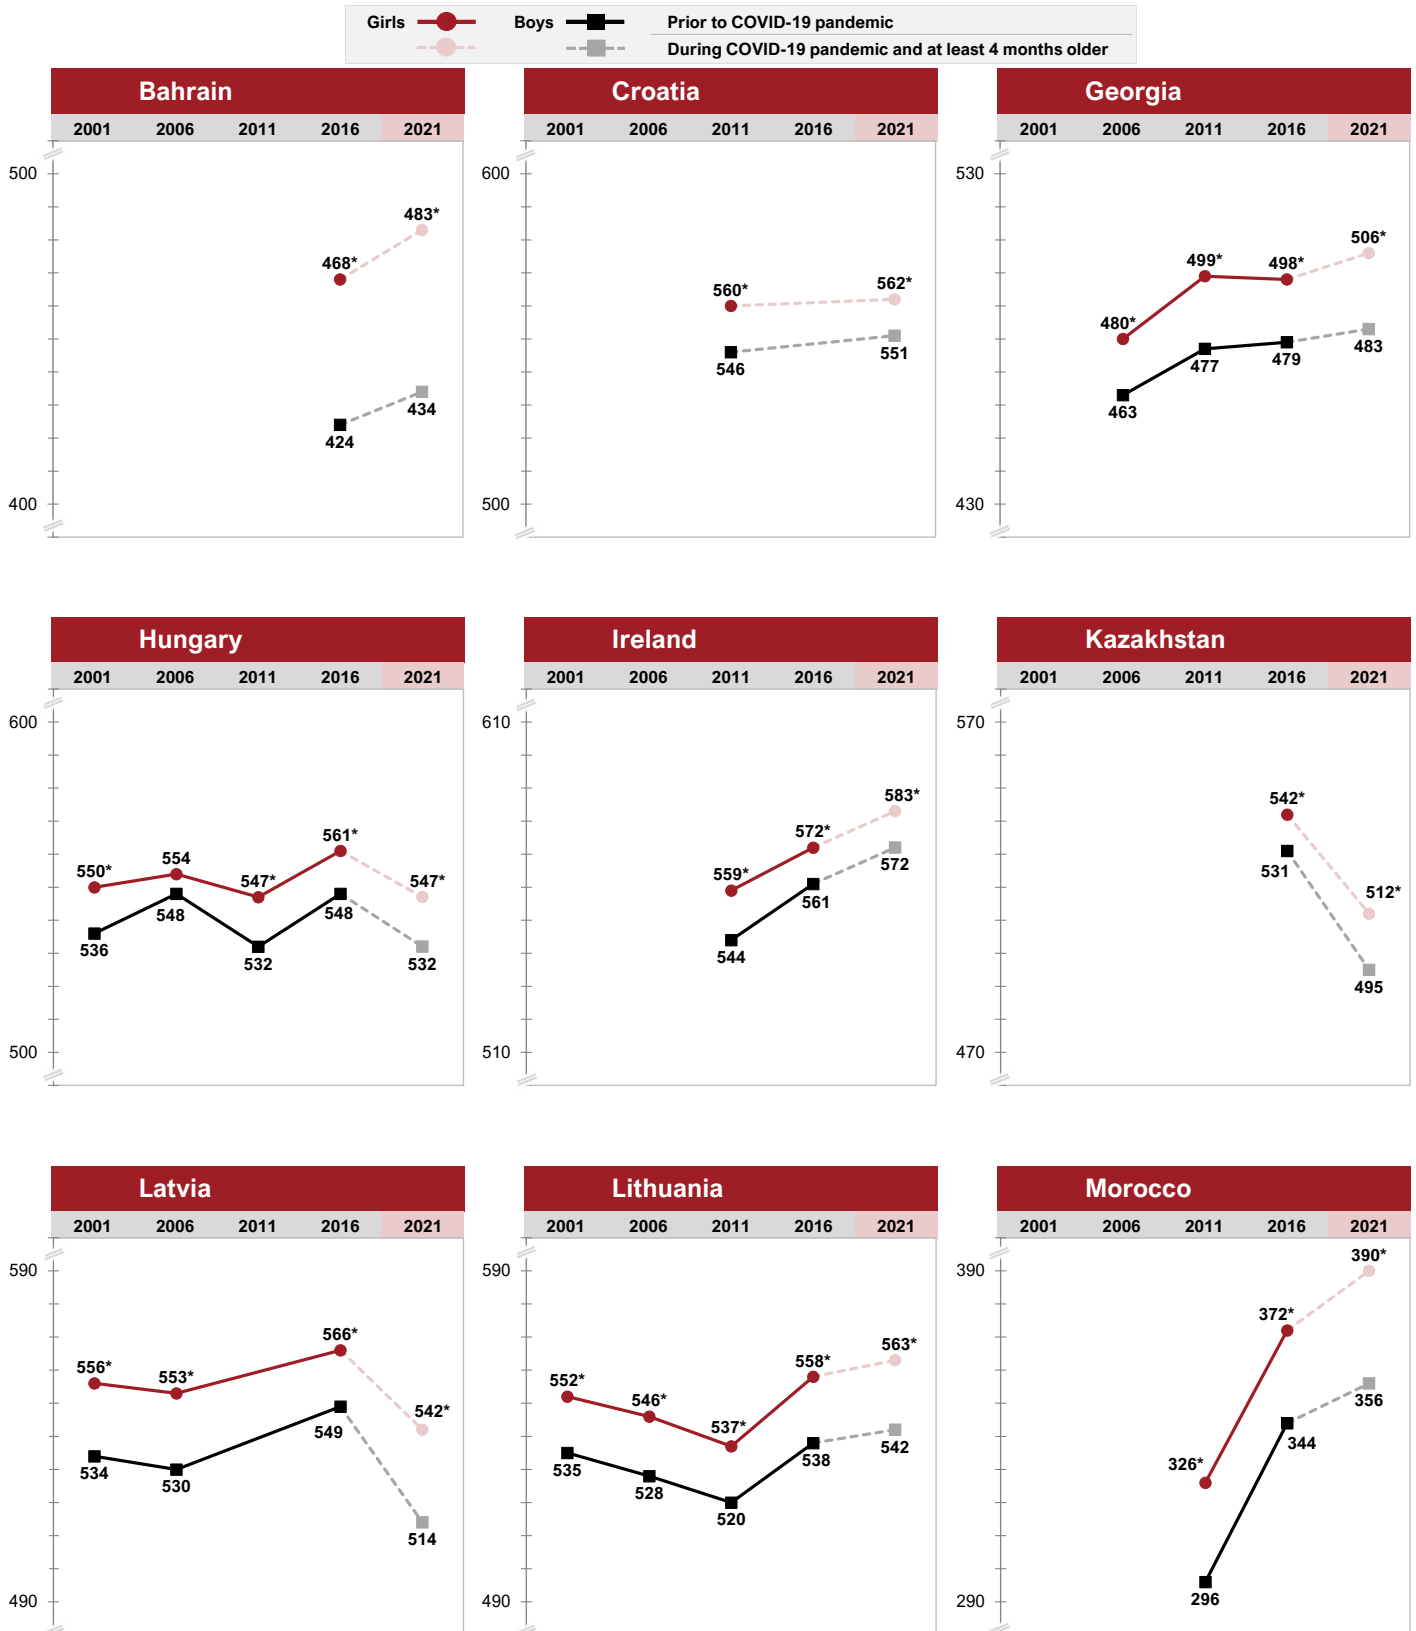 Girls Boys Prior to COVID-19 pandemic
During COVID-19 pandemic and at least 4 months older
Bahrain
2001 2006 2011 2016 2021
500
483*
468*
434
424
400
Croatia
2001 2006 2011 2016 2021
600
560* 562*
546 551
500
Georgia
2001 2006 2011 2016 2021
530
506*
499* 498*
480*
477 479 483
463
430
Hungary
2001 2006 2011 2016 2021
600
550* 554 547* 561* 547*
536 548 532 548 532
500
Ireland
2001 2006 2011 2016 2021
610
559* 572* 583*
544 561 572
510
Kazakhstan
2001 2006 2011 2016 2021
570
542* 512*
531 495
470
Latvia
2001 2006 2011 2016 2021
590
556* 553* 566* 542*
534 530 549 514
490
Lithuania
2001 2006 2011 2016 2021
590
552* 546* 537* 558* 563*
535 528 520 538 542
490
Morocco
2001 2006 2011 2016 2021
390
326* 372* 390*
296 344 356
290